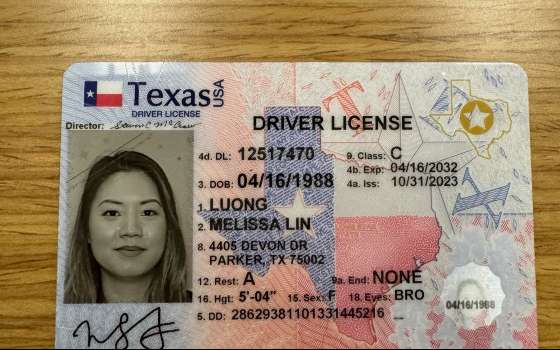 Texas USA
DRIVER LICENSE
Director:
DRIVER LICENSE
4d. DL: 12517470 9. Class: C
4b. Exp: 04/16/2032
3. DOB: 04/16/1988 4a. Iss: 10/31/2023
1. LUONG
2. MELISSA LIN
8. 4405 DEVON DR
PARKER, TX 75002
12. Rest: A 9a. End: NONE
16. Hgt: 5'-04" 15. Sex: F 18. Eyes: BRO
5. DD: 28629381101331445216
04/16/1988